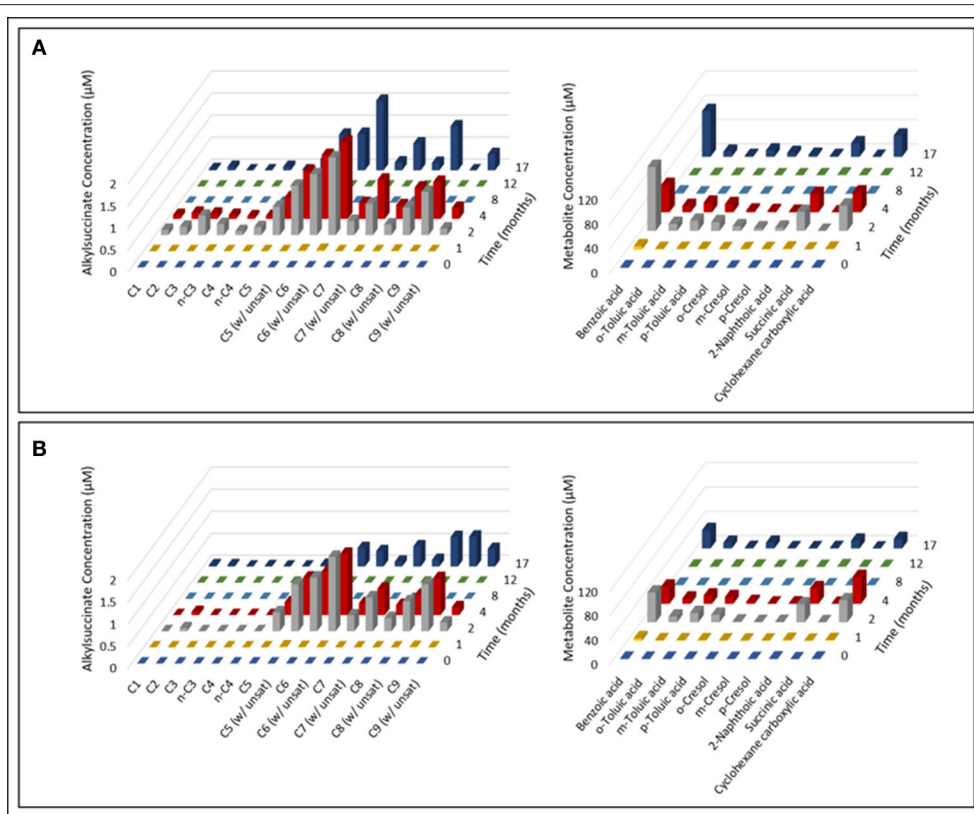 A
Alkylsuccinate Concentration (μM)
2
1.5
1
0.5
0
C1
C2
C3
n-C3
C4
n-C4
C5
C5 (w/ unsat)
C6
C6 (w/ unsat)
C7
C7 (w/ unsat)
C8
C8 (w/ unsat)
C9
C9 (w/ unsat)
0
1
2
4
8
12
17
Time (months)
Metabolite Concentration (μM)
120
80
40
0
Benzoic acid
o-Toluic acid
m-Toluic acid
p-Toluic acid
o-Cresol
m-Cresol
p-Cresol
2-Naphthoic acid
Succinic acid
Cyclohexane carboxylic acid
0
1
2
4
8
12
17
Time (months)
B
Alkylsuccinate Concentration (μM)
2
1.5
1
0.5
0
C1
C2
C3
n-C3
C4
n-C4
C5
C5 (w/ unsat)
C6
C6 (w/ unsat)
C7
C7 (w/ unsat)
C8
C8 (w/ unsat)
C9
C9 (w/ unsat)
0
1
2
4
8
12
17
Time (months)
Metabolite Concentration (μM)
120
80
40
0
Benzoic acid
o-Toluic acid
m-Toluic acid
p-Toluic acid
o-Cresol
m-Cresol
p-Cresol
2-Naphthoic acid
Succinic acid
Cyclohexane carboxylic acid
0
1
2
4
8
12
17
Time (months)